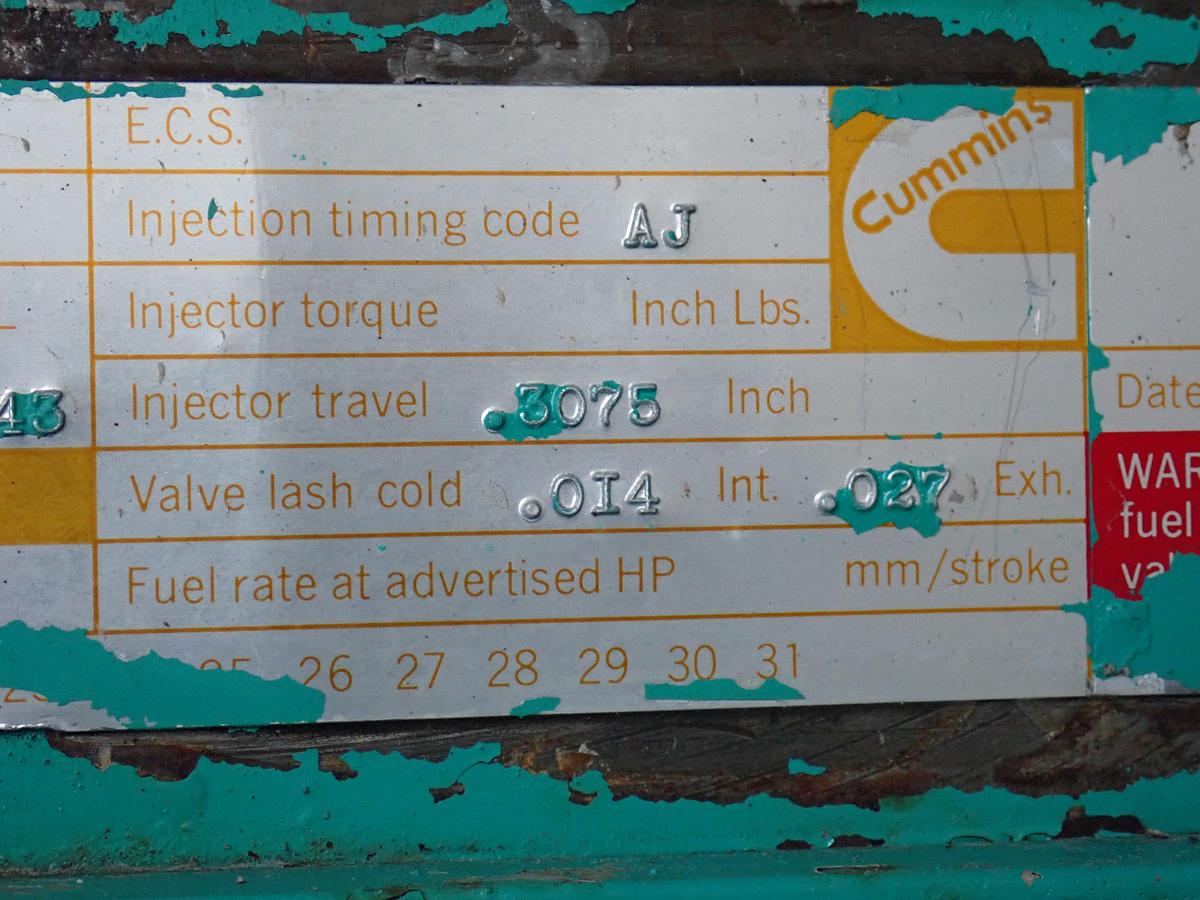 E.C.S.
Cummins
Injection timing code AJ
Injector torque Inch Lbs.
43
Injector travel .3075 Inch
Date
Valve lash cold .014 Int. .027 Exh.
WAR
fuel
Fuel rate at advertised HP mm/stroke
26 27 28 29 30 31